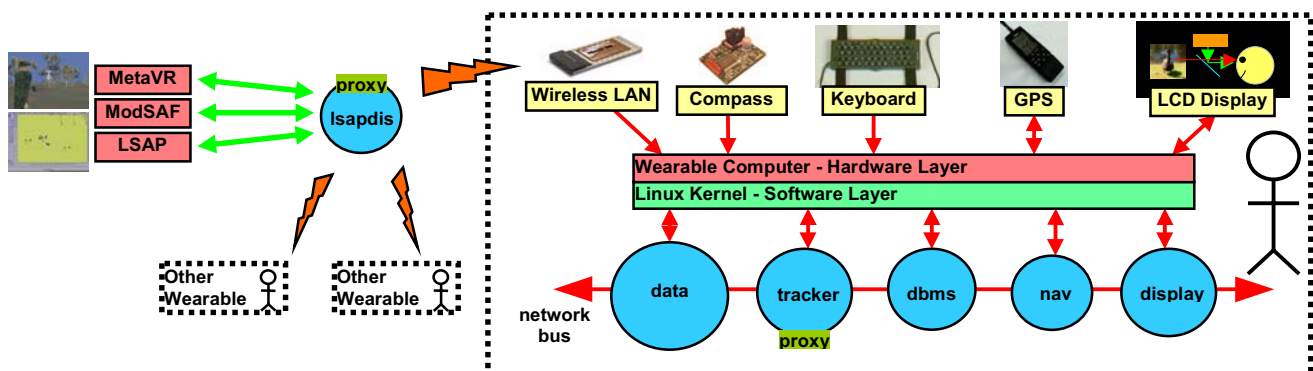 MetaVR
ModSAF
LSAP
proxy
lsapdis
Other
Wearable
Other
Wearable
Wireless LAN
Compass
Keyboard
GPS
LCD Display
Wearable Computer - Hardware Layer
Linux Kernel - Software Layer
data
tracker
dbms
nav
display
network
bus
proxy